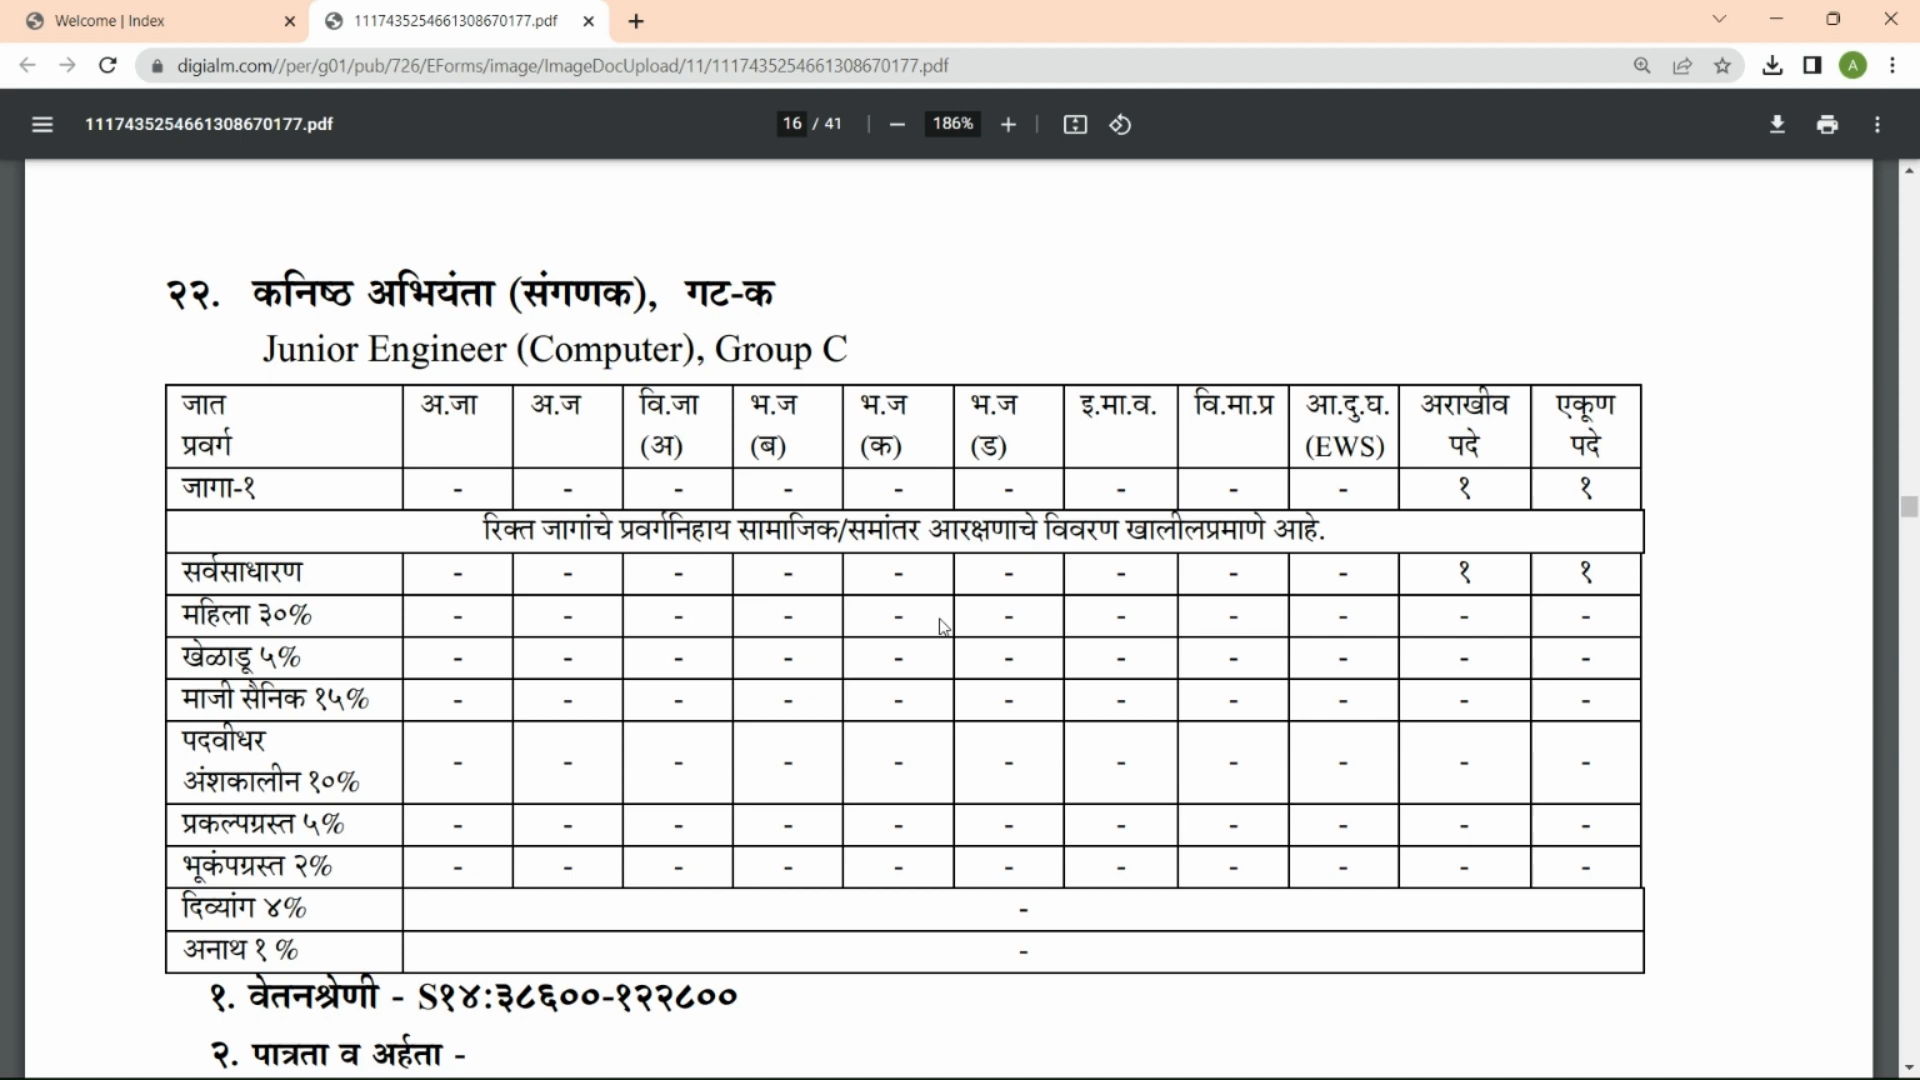 Welcome | Index
1117435254661308670177.pdf
digialm.com//per/g01/pub/726/EForms/image/ImageDocUpload/11/1117435254661308670177.pdf
A
1117435254661308670177.pdf
16 / 41
186%
२२. कनिष्ठ अभियंता (संगणक), गट-क
Junior Engineer (Computer), Group C
जात प्रवर्ग अ.जा अ.ज वि.जा (अ) भ.ज (ब) भ.ज (क) भ.ज (ड) इ.मा.व. वि.मा.प्र आ.दु.घ. (EWS) अराखीव पदे एकूण पदे
जागा-१ - - - - - - - - - १ १
रिक्त जागांचे प्रवर्गनिहाय सामाजिक/समांतर आरक्षणाचे विवरण खालीलप्रमाणे आहे.
सर्वसाधारण - - - - - - - - - १ १
महिला ३०% - - - - - - - - - - -
खेळाडू ५% - - - - - - - - - - -
माजी सैनिक १५% - - - - - - - - - - -
पदवीधर अंशकालीन १०% - - - - - - - - - - -
प्रकल्पग्रस्त ५% - - - - - - - - - - -
भूकंपग्रस्त २% - - - - - - - - - - -
दिव्यांग ४% -
अनाथ १ % -
१. वेतनश्रेणी - S१४:३८६००-१२२८००
२. पात्रता व अर्हता -